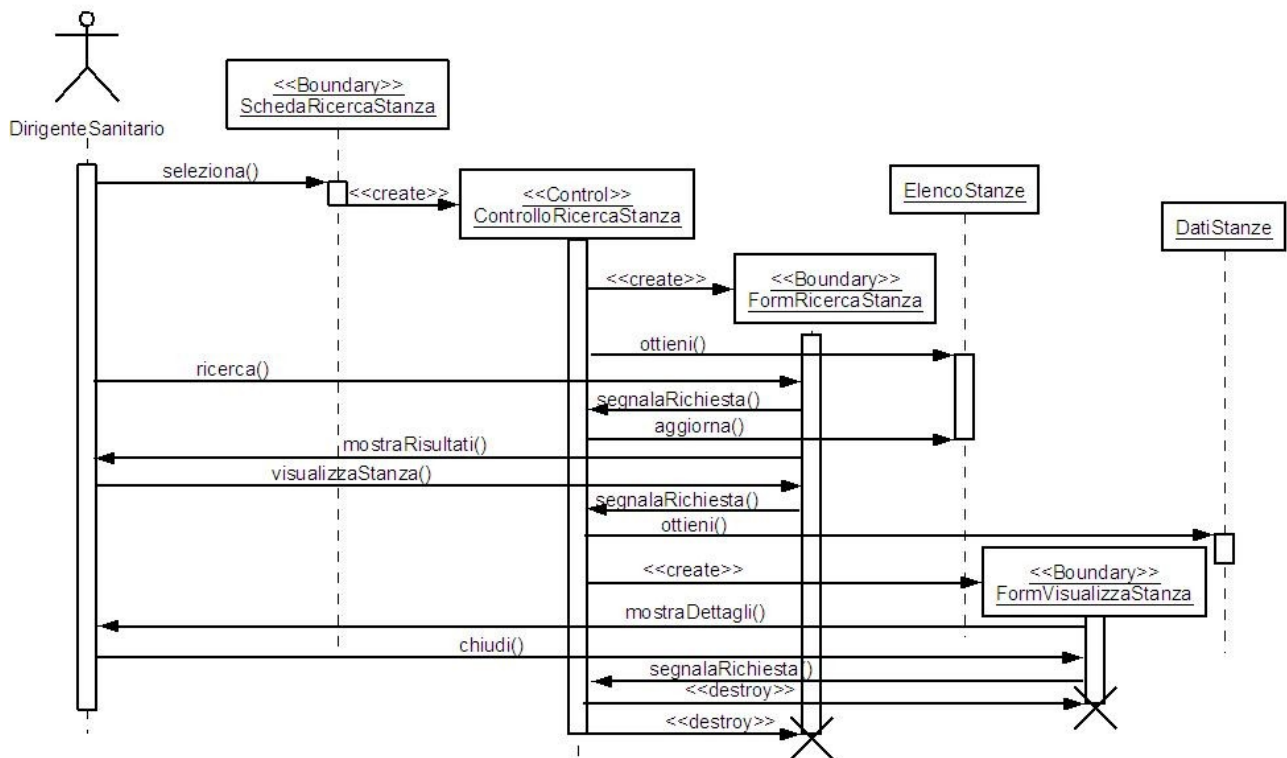 <<Boundary>>
SchedaRicercaStanza
DirigenteSanitario
seleziona()
<<create>>
<<Control>>
ControlloRicercaStanza
ElencoStanze
DatiStanze
<<create>>
<<Boundary>>
FormRicercaStanza
ottieni()
ricerca()
segnalaRichiesta()
aggiorna()
mostraRisultati()
visualizzaStanza()
segnalaRichiesta()
ottieni()
<<create>>
<<Boundary>>
FormVisualizzaStanza
mostraDettagli()
chiudi()
segnalaRichiesta()
<<destroy>>
<<destroy>>